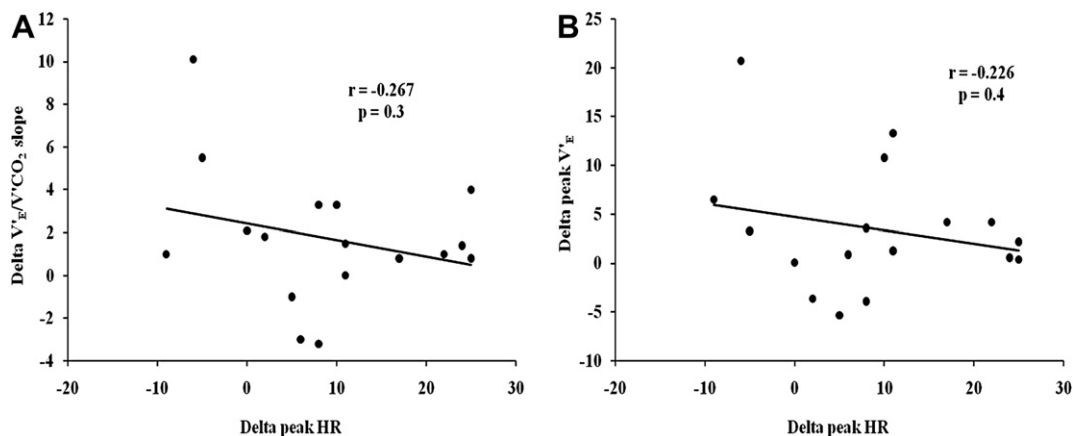 A
12
10
8
6
4
2
0
-2
-4
-20
-10
0
10
20
30
r = -0.267
p = 0.3
Delta V'E/V'CO2 slope
Delta peak HR
B
25
20
15
10
5
0
-5
-10
-20
-10
0
10
20
30
r = -0.226
p = 0.4
Delta peak V'E
Delta peak HR